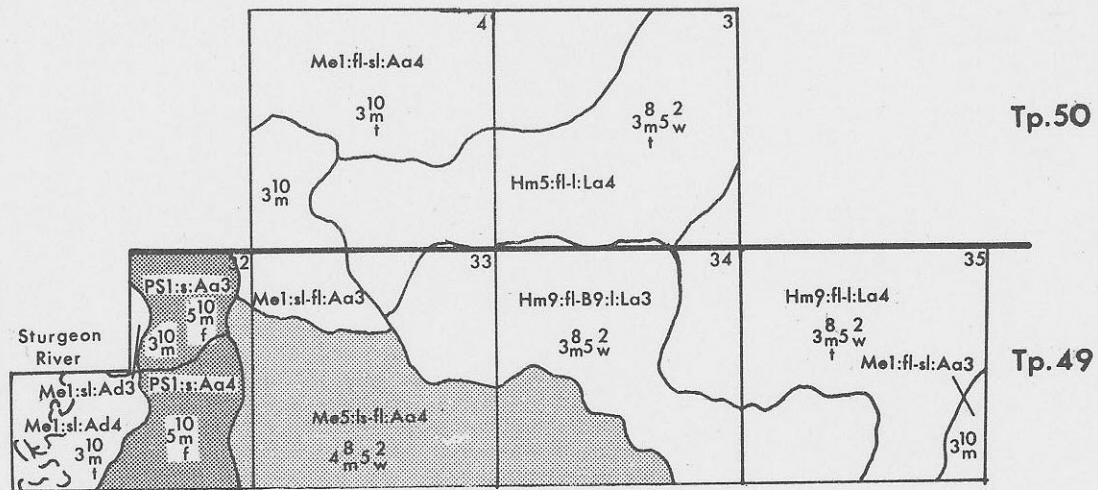 4
3
Me1:fl-sl:Aa4
3 10 m t
3 8 m 5 2 w t
Tp.50
3 10 m
Hm5:fl-l:La4
32
33
34
35
PS1:s:Aa3
Me1:sl-fl:Aa3
Hm9:fl-B9:l:La3
Hm9:fl-l:La4
5 10 m f
3 10 m
3 8 m 5 2 w
3 8 m 5 2 w t
Sturgeon
River
Me1:fl-sl:Aa3
Tp.49
Me1:sl:Ad3
PS1:s:Aa4
Me1:sl:Ad4
Me5:ls-fl:Aa4
3 10 m t
5 10 m f
4 8 m 5 2 w
3 10 m